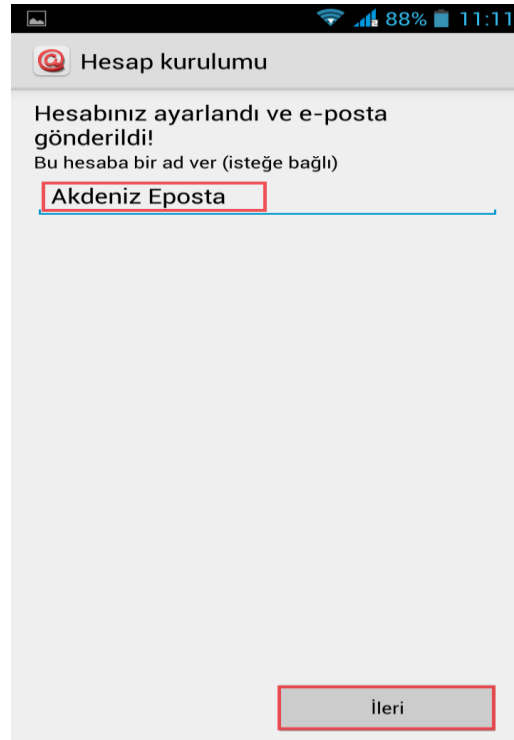 88% 11:11
Hesap kurulumu
Hesabınız ayarlandı ve e-posta
gönderildi!
Bu hesaba bir ad ver (isteğe bağlı)
Akdeniz Eposta
İleri